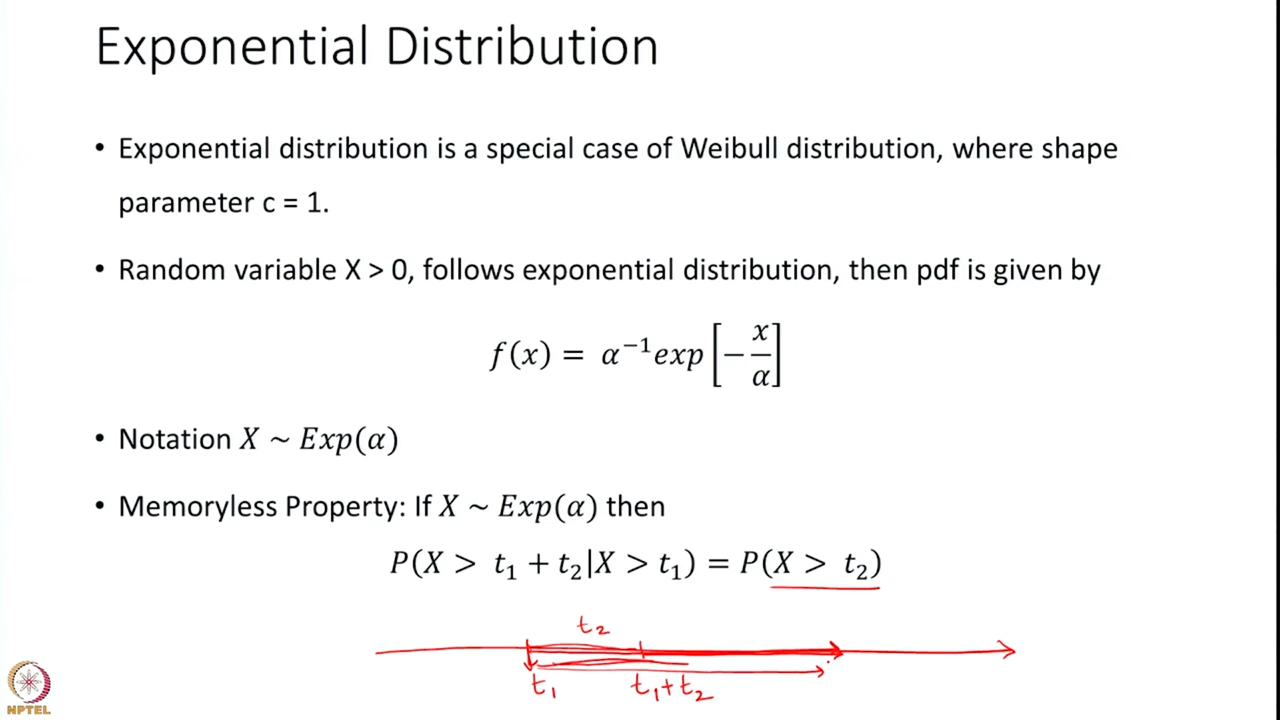 Exponential Distribution
• Exponential distribution is a special case of Weibull distribution, where shape
parameter c = 1.
• Random variable X > 0, follows exponential distribution, then pdf is given by
f(x) = α⁻¹exp[−x/α]
• Notation X ~ Exp(α)
• Memoryless Property: If X ~ Exp(α) then
P(X > t₁ + t₂|X > t₁) = P(X > t₂)
t₂
t₁ t₁+t₂
NPTEL